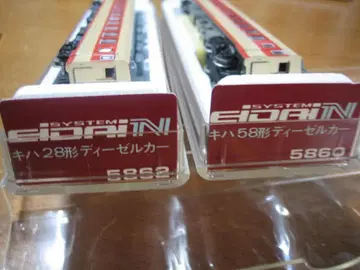 SYSTEM
EIDAI N
キハ28形ディーゼルカー
5862
SYSTEM
EIDAI N
キハ58形ディーゼルカー
5860